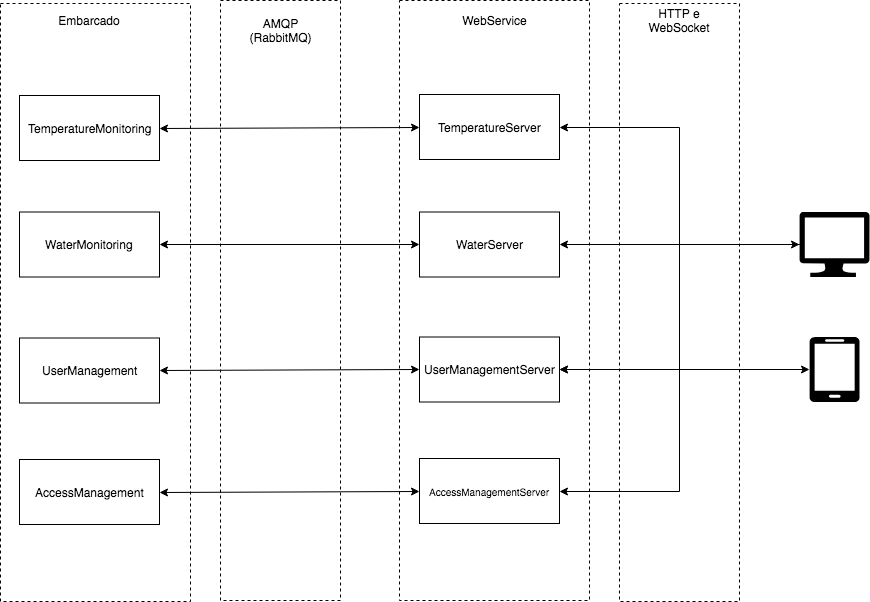 Embarcado
AMQP
(RabbitMQ)
WebService
HTTP e
WebSocket
TemperatureMonitoring
TemperatureServer
WaterMonitoring
WaterServer
UserManagement
UserManagementServer
AccessManagement
AccessManagementServer